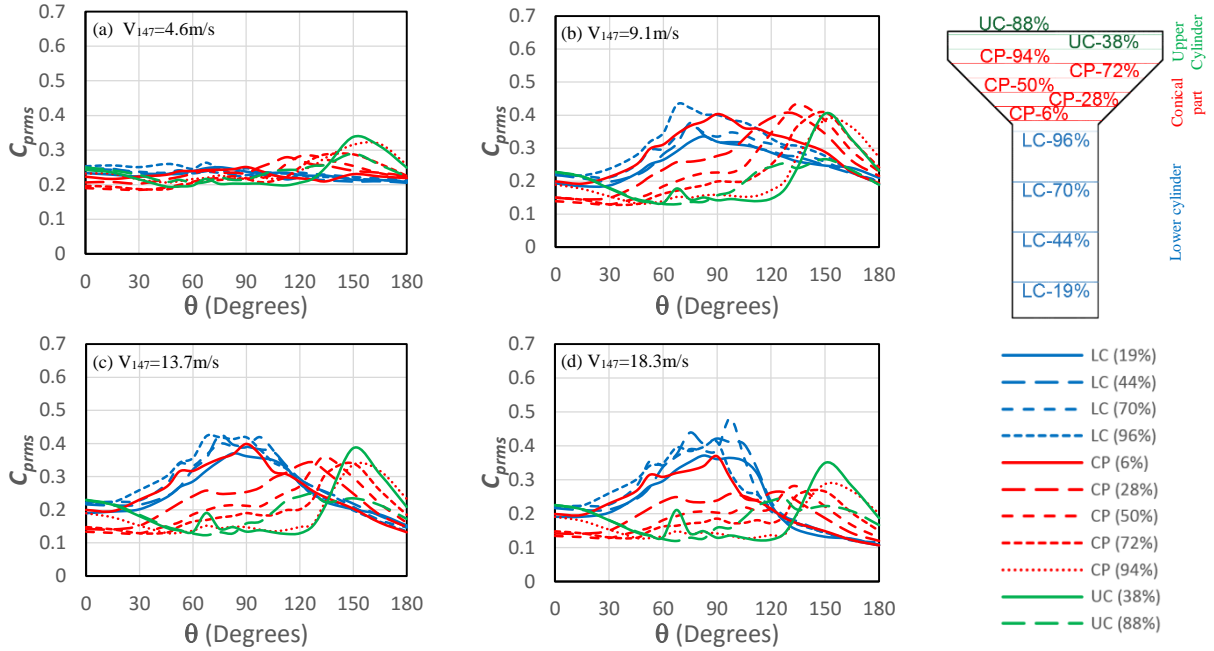 (a) V147=4.6m/s
Cprms
0.7
0.6
0.5
0.4
0.3
0.2
0.1
0
0 30 60 90 120 150 180
θ (Degrees)
(b) V147=9.1m/s
Cprms
0.7
0.6
0.5
0.4
0.3
0.2
0.1
0
0 30 60 90 120 150 180
θ (Degrees)
UC-88%
UC-38%
CP-94%
CP-72%
CP-50%
CP-28%
CP-6%
LC-96%
LC-70%
LC-44%
LC-19%
Upper
Cylinder
Conical
part
Lower cylinder
(c) V147=13.7m/s
Cprms
0.7
0.6
0.5
0.4
0.3
0.2
0.1
0
0 30 60 90 120 150 180
θ (Degrees)
(d) V147=18.3m/s
Cprms
0.7
0.6
0.5
0.4
0.3
0.2
0.1
0
0 30 60 90 120 150 180
θ (Degrees)
LC (19%)
LC (44%)
LC (70%)
LC (96%)
CP (6%)
CP (28%)
CP (50%)
CP (72%)
CP (94%)
UC (38%)
UC (88%)